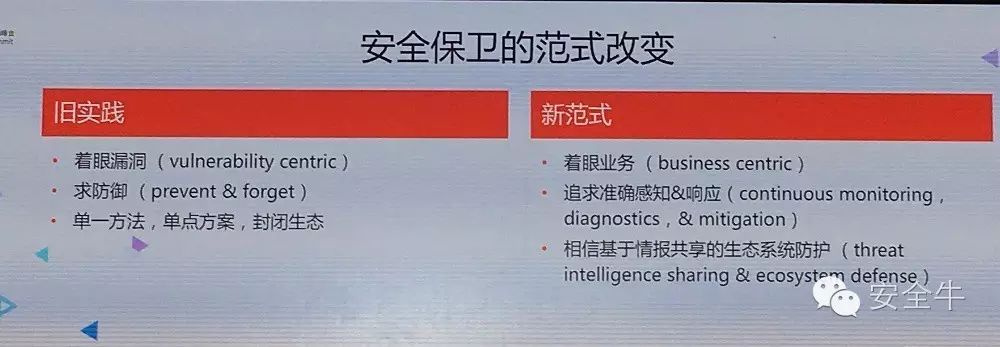 峰会
mmit
安全保卫的范式改变
旧实践
• 着眼漏洞（vulnerability centric）
• 求防御（prevent & forget）
• 单一方法，单点方案，封闭生态
新范式
• 着眼业务（business centric）
• 追求准确感知&响应（continuous monitoring，
diagnostics，& mitigation）
• 相信基于情报共享的生态系统防护（threat
intelligence sharing & ecosystem defense）
安全牛